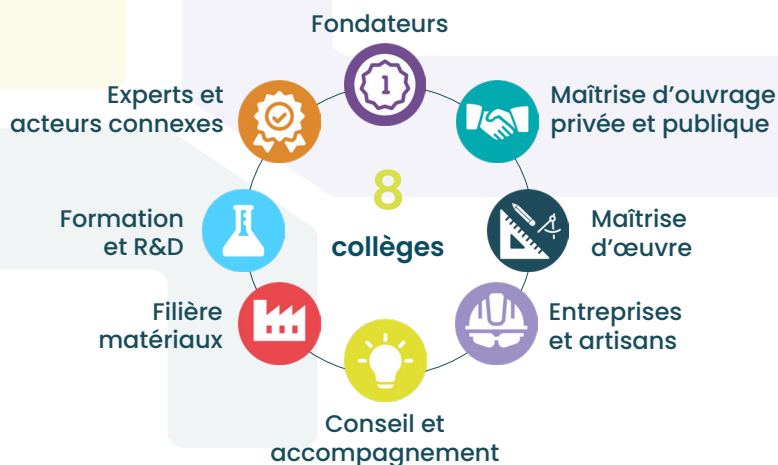 Fondateurs
1
Maîtrise d'ouvrage
privée et publique
Maîtrise
d'œuvre
Entreprises
et artisans
Conseil et
accompagnement
Filière
matériaux
Formation
et R&D
Experts et
acteurs connexes
8
collèges